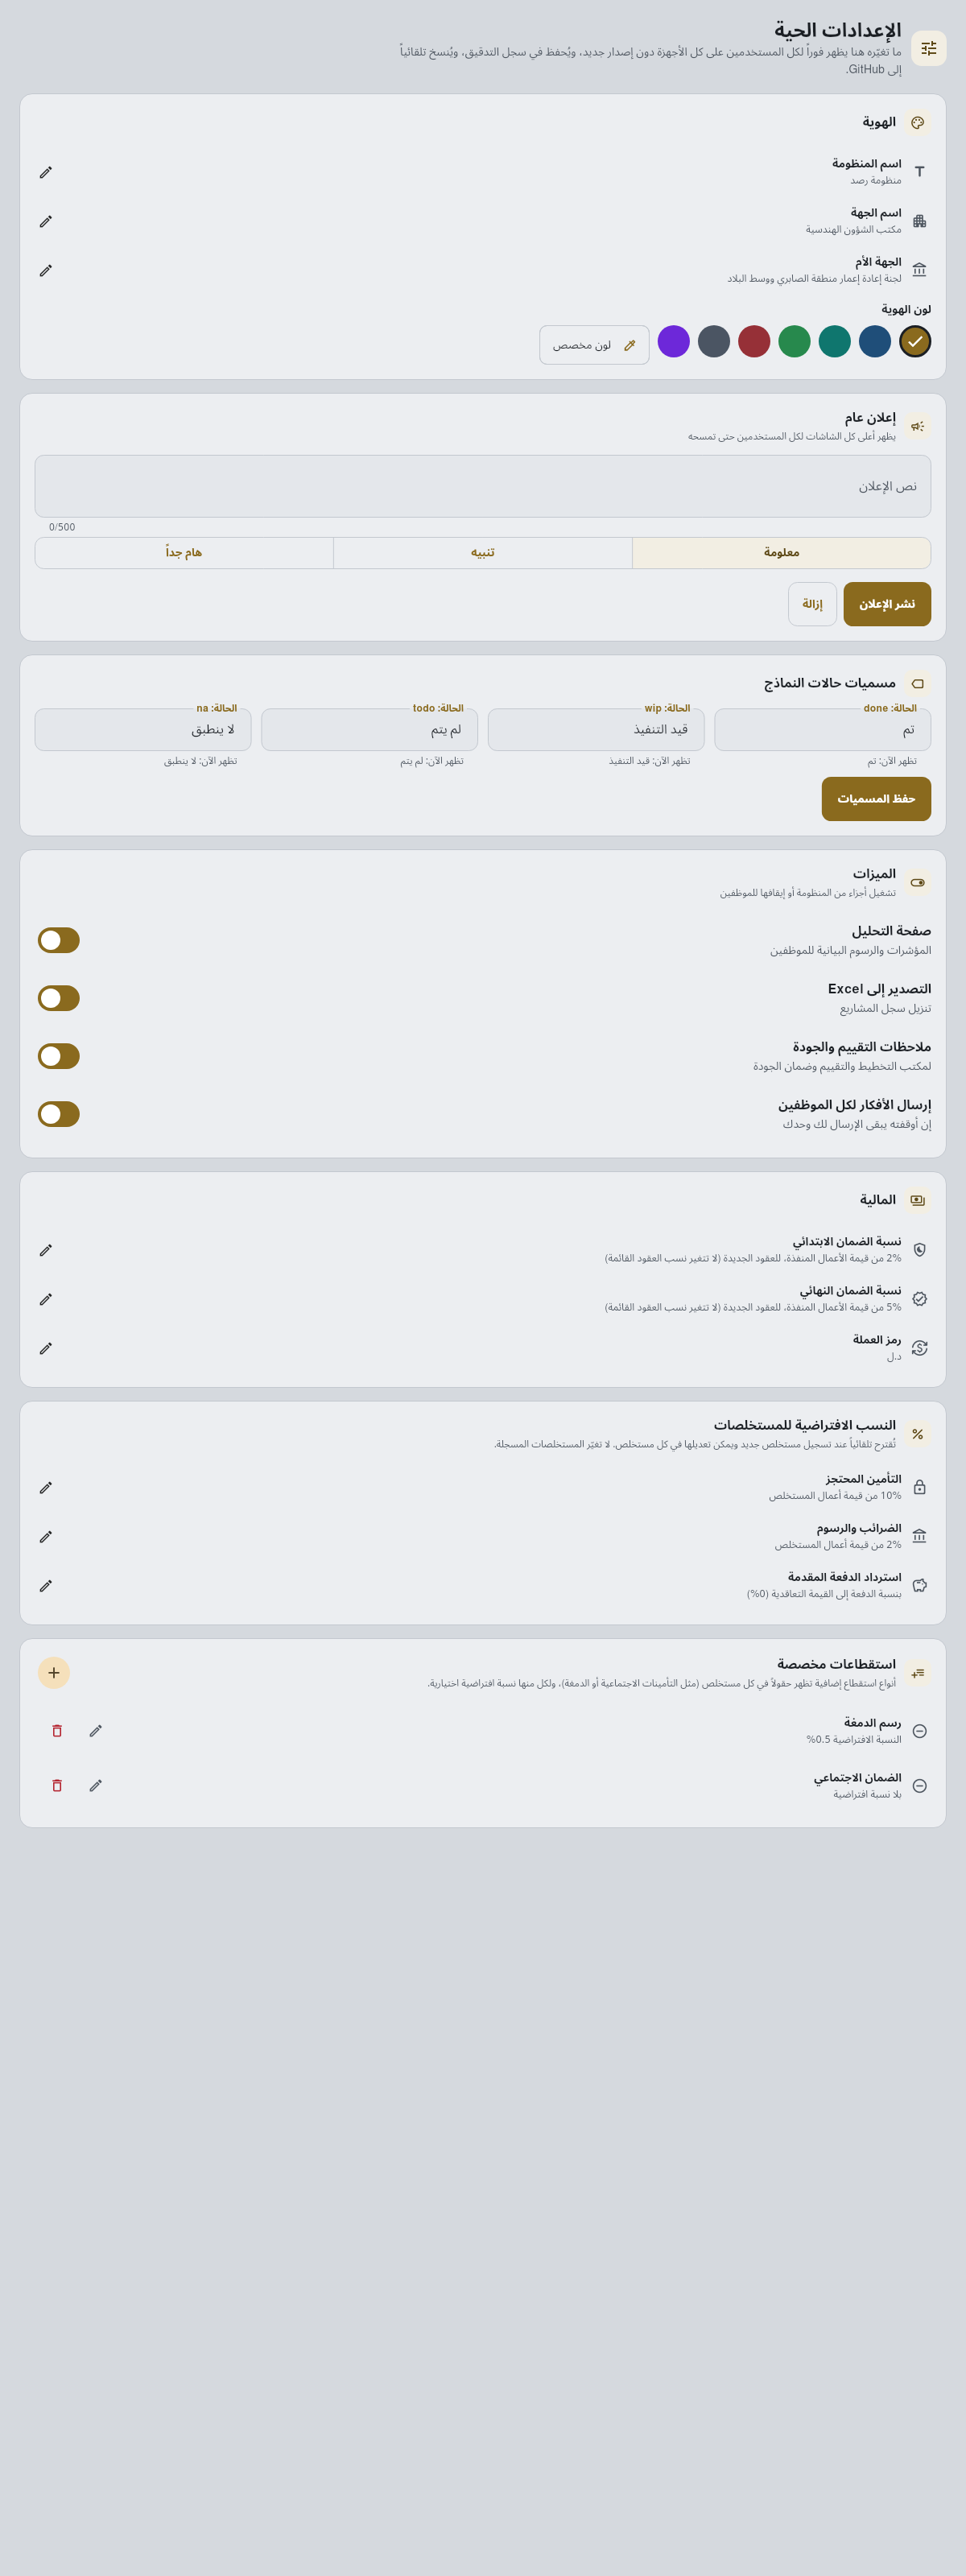 الإعدادات الحية
ما تغيّره هنا يظهر فوراً لكل المستخدمين على كل الأجهزة دون إصدار جديد، ويُحفظ في سجل التدقيق، ويُنسخ تلقائياً
إلى GitHub.
الهوية
اسم المنظومة
منظومة رصد
اسم الجهة
مكتب الشؤون الهندسية
الجهة الأم
لجنة إعادة إعمار منطقة الصابري ووسط البلاد
لون الهوية
لون مخصص
إعلان عام
يظهر أعلى كل الشاشات لكل المستخدمين حتى تمسحه
نص الإعلان
0/500
معلومة
تنبيه
هام جداً
نشر الإعلان
إزالة
مسميات حالات النماذج
الحالة: done
الحالة: wip
الحالة: todo
الحالة: na
تم
قيد التنفيذ
لم يتم
لا ينطبق
تظهر الآن: تم
تظهر الآن: قيد التنفيذ
تظهر الآن: لم يتم
تظهر الآن: لا ينطبق
حفظ المسميات
الميزات
تشغيل أجزاء من المنظومة أو إيقافها للموظفين
صفحة التحليل
المؤشرات والرسوم البيانية للموظفين
التصدير إلى Excel
تنزيل سجل المشاريع
ملاحظات التقييم والجودة
لمكتب التخطيط والتقييم وضمان الجودة
إرسال الأفكار لكل الموظفين
إن أوقفته يبقى الإرسال لك وحدك
المالية
نسبة الضمان الابتدائي
2% من قيمة الأعمال المنفذة، للعقود الجديدة (لا تتغير نسب العقود القائمة)
نسبة الضمان النهائي
5% من قيمة الأعمال المنفذة، للعقود الجديدة (لا تتغير نسب العقود القائمة)
رمز العملة
د.ل
النسب الافتراضية للمستخلصات
تُقترح تلقائياً عند تسجيل مستخلص جديد ويمكن تعديلها في كل مستخلص. لا تغيّر المستخلصات المسجلة.
التأمين المحتجز
10% من قيمة أعمال المستخلص
الضرائب والرسوم
2% من قيمة أعمال المستخلص
استرداد الدفعة المقدمة
بنسبة الدفعة إلى القيمة التعاقدية (0%)
استقطاعات مخصصة
أنواع استقطاع إضافية تظهر حقولاً في كل مستخلص (مثل التأمينات الاجتماعية أو الدمغة)، ولكل منها نسبة افتراضية اختيارية.
رسم الدمغة
النسبة الافتراضية 0.5%
الضمان الاجتماعي
بلا نسبة افتراضية